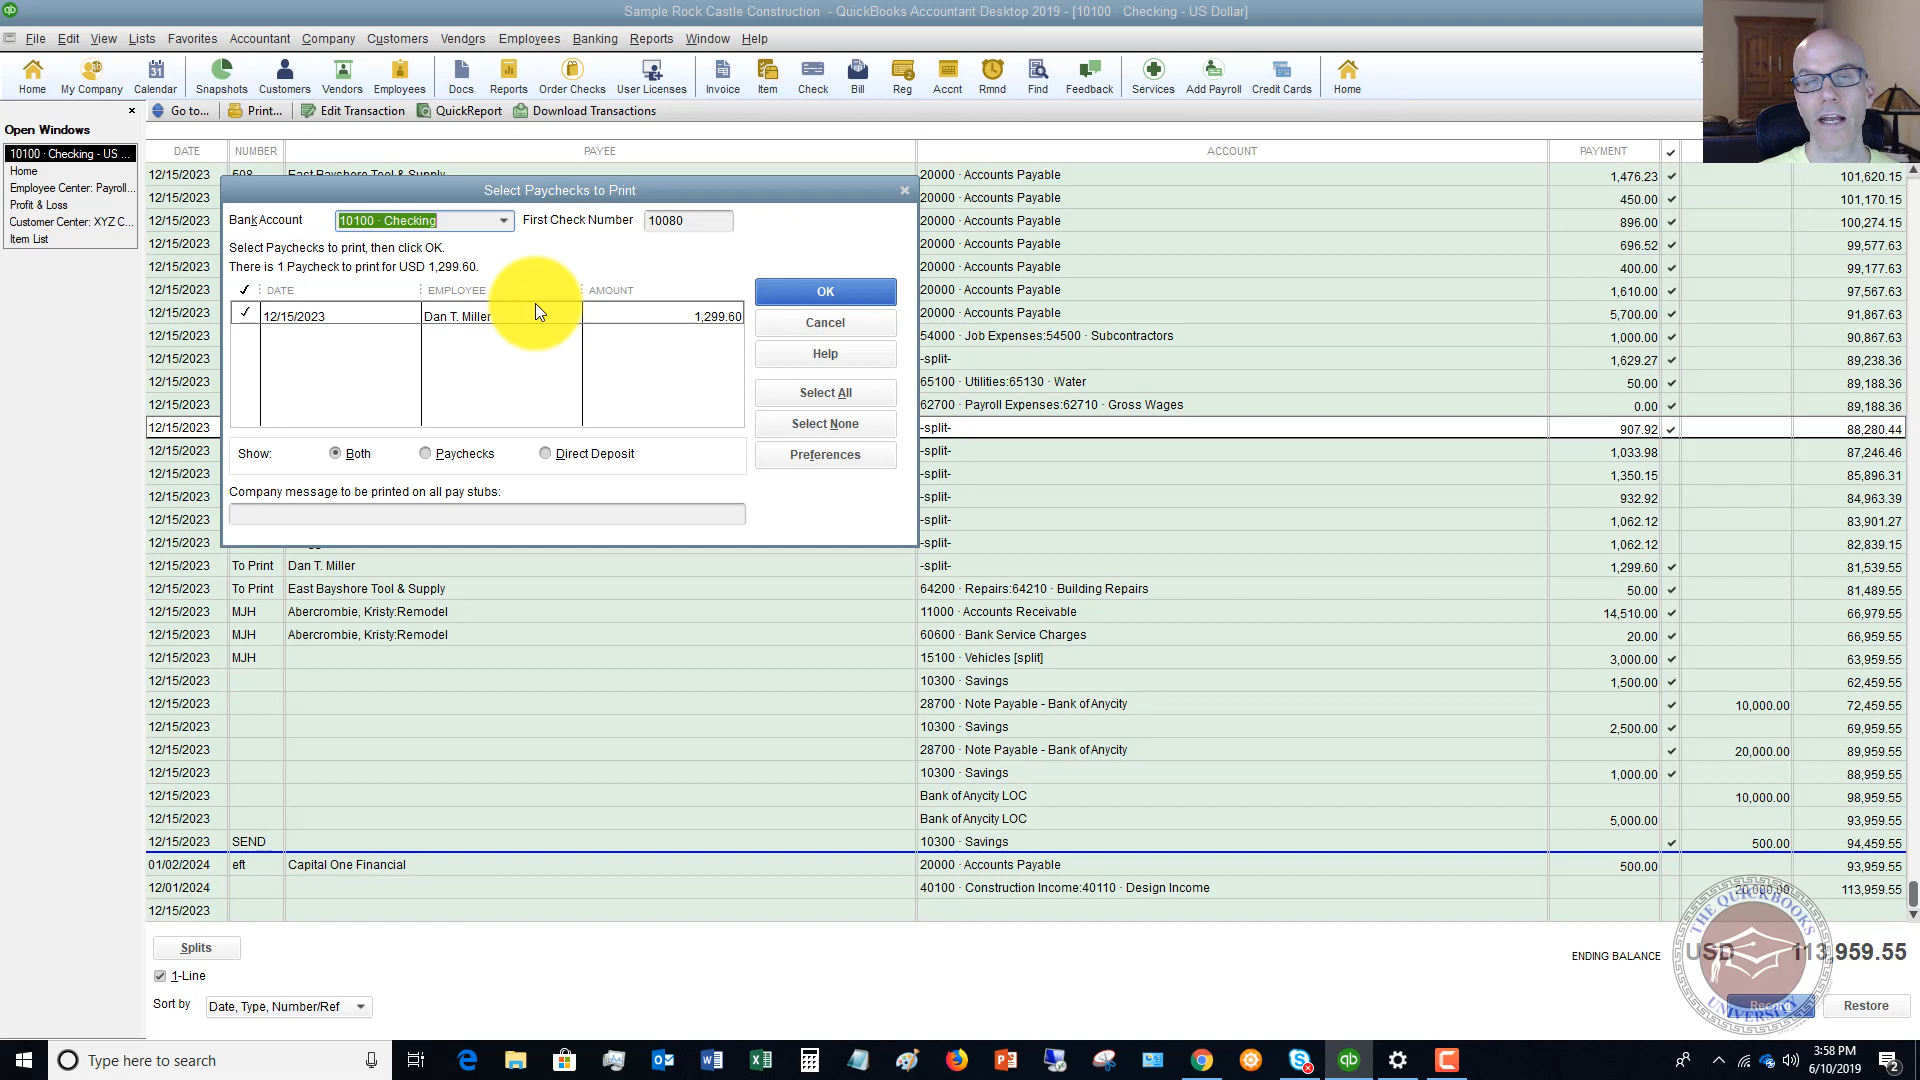 Sample Rock Castle Construction - QuickBooks Accountant Desktop 2019 - [10100 · Checking - US Dollar]
File Edit View Lists Favorites Accountant Company Customers Vendors Employees Banking Reports Window Help
Home My Company Calendar Snapshots Customers Vendors Employees Docs Reports Order Checks User Licenses Invoice Item Check Bill Reg Accnt Rmnd Find Feedback Services Add Payroll Credit Cards Home
Go to... Print... Edit Transaction QuickReport Download Transactions
Open Windows
10100 · Checking - US ...
Home
Employee Center: Payroll...
Profit & Loss
Customer Center: XYZ C...
Item List
DATE NUMBER PAYEE ACCOUNT PAYMENT
12/15/2023 508 East Bayshore Tool & Supply 20000 · Accounts Payable 1,476.23 101,620.15
12/15/2023 20000 · Accounts Payable 450.00 101,170.15
12/15/2023 20000 · Accounts Payable 896.00 100,274.15
12/15/2023 20000 · Accounts Payable 696.52 99,577.63
12/15/2023 20000 · Accounts Payable 400.00 99,177.63
12/15/2023 20000 · Accounts Payable 1,610.00 97,567.63
12/15/2023 20000 · Accounts Payable 5,700.00 91,867.63
12/15/2023 54000 · Job Expenses:54500 · Subcontractors 1,000.00 90,867.63
12/15/2023 -split- 1,629.27 89,238.36
12/15/2023 65100 · Utilities:65130 · Water 50.00 89,188.36
12/15/2023 62700 · Payroll Expenses:62710 · Gross Wages 0.00 89,188.36
12/15/2023 -split- 907.92 88,280.44
12/15/2023 -split- 1,033.98 87,246.46
12/15/2023 -split- 1,350.15 85,896.31
12/15/2023 -split- 932.92 84,963.39
12/15/2023 -split- 1,062.12 83,901.27
12/15/2023 -split- 1,062.12 82,839.15
12/15/2023 To Print Dan T. Miller -split- 1,299.60 81,539.55
12/15/2023 To Print East Bayshore Tool & Supply 64200 · Repairs:64210 · Building Repairs 50.00 81,489.55
12/15/2023 MJH Abercrombie, Kristy:Remodel 11000 · Accounts Receivable 14,510.00 66,979.55
12/15/2023 MJH Abercrombie, Kristy:Remodel 60600 · Bank Service Charges 20.00 66,959.55
12/15/2023 MJH 15100 · Vehicles [split] 3,000.00 63,959.55
12/15/2023 10300 · Savings 1,500.00 62,459.55
12/15/2023 28700 · Note Payable - Bank of Anycity 10,000.00 72,459.55
12/15/2023 10300 · Savings 2,500.00 69,959.55
12/15/2023 28700 · Note Payable - Bank of Anycity 20,000.00 89,959.55
12/15/2023 10300 · Savings 1,000.00 88,959.55
12/15/2023 Bank of Anycity LOC 10,000.00 98,959.55
12/15/2023 Bank of Anycity LOC 5,000.00 93,959.55
12/15/2023 SEND 10300 · Savings 500.00 94,459.55
01/02/2024 eft Capital One Financial 20000 · Accounts Payable 500.00 93,959.55
12/01/2024 40100 · Construction Income:40110 · Design Income 20,000.00 113,959.55
12/15/2023
Select Paychecks to Print
Bank Account 10100 · Checking First Check Number 10080
Select Paychecks to print, then click OK.
There is 1 Paycheck to print for USD 1,299.60.
DATE EMPLOYEE AMOUNT
12/15/2023 Dan T. Miller 1,299.60
OK
Cancel
Help
Select All
Select None
Preferences
Show: Both Paychecks Direct Deposit
Company message to be printed on all pay stubs:
Splits
1-Line
Sort by Date, Type, Number/Ref
ENDING BALANCE USD 113,959.55
Record Restore
THE QUICKBOOKS UNIVERSITY
Type here to search
3:58 PM
6/10/2019
2